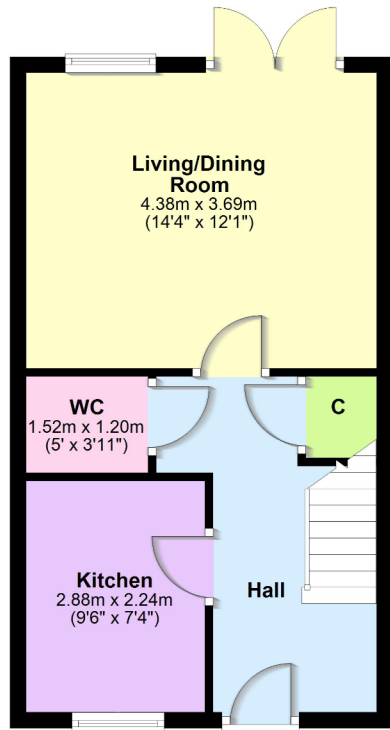 Living/Dining
Room
4.38m x 3.69m
(14'4" x 12'1")
WC
1.52m x 1.20m
(5' x 3'11")
C
Kitchen
2.88m x 2.24m
(9'6" x 7'4")
Hall